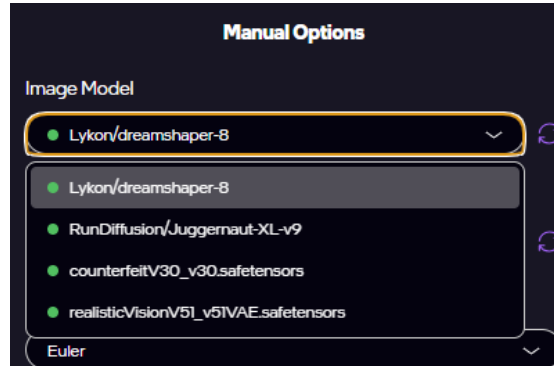 Manual Options
Image Model
Lykon/dreamshaper-8
Lykon/dreamshaper-8
RunDiffusion/Juggernaut-XL-v9
counterfeitV30_v30.safetensors
realisticVisionV51_v51VAE.safetensors
Euler